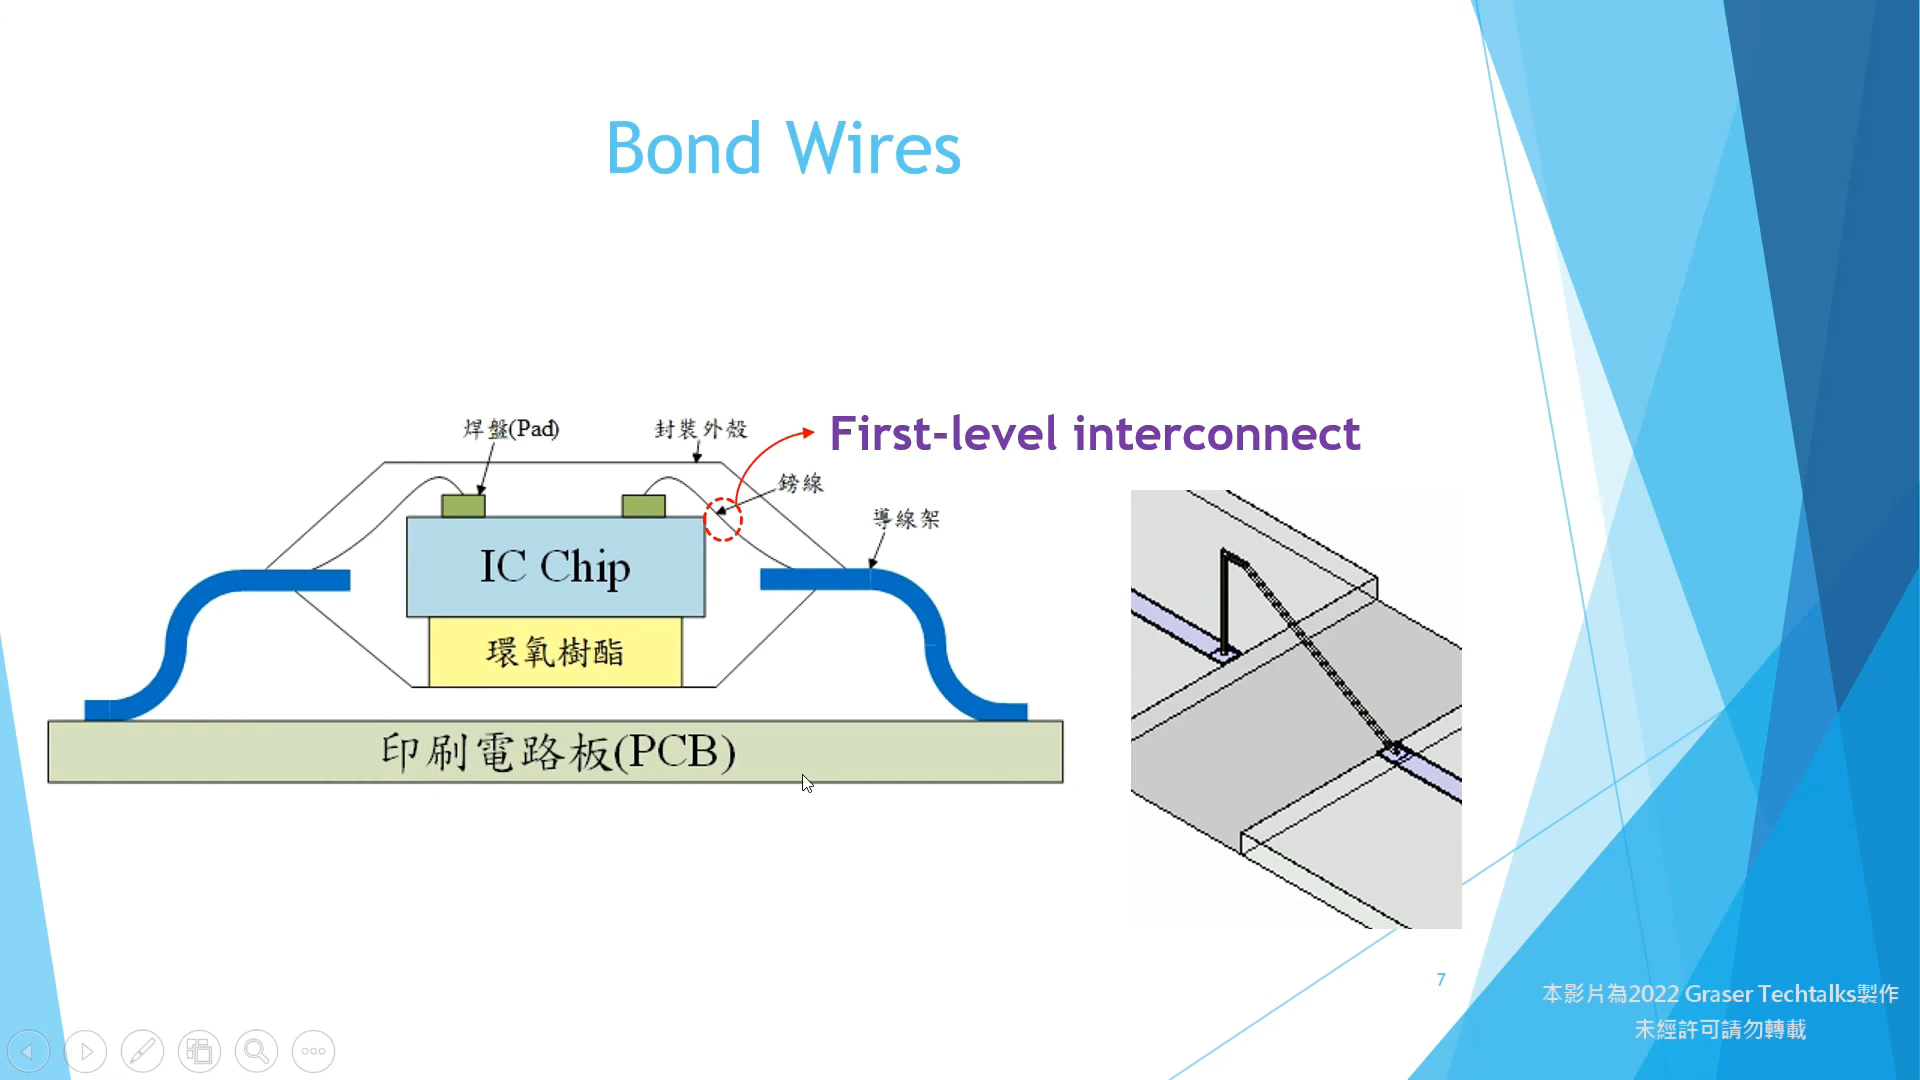 Bond Wires
焊盤(Pad)
封裝外殼
First-level interconnect
鎊線
導線架
IC Chip
環氧樹酯
印刷電路板(PCB)
7
本影片為2022 Graser Techtalks製作
未經許可請勿轉載